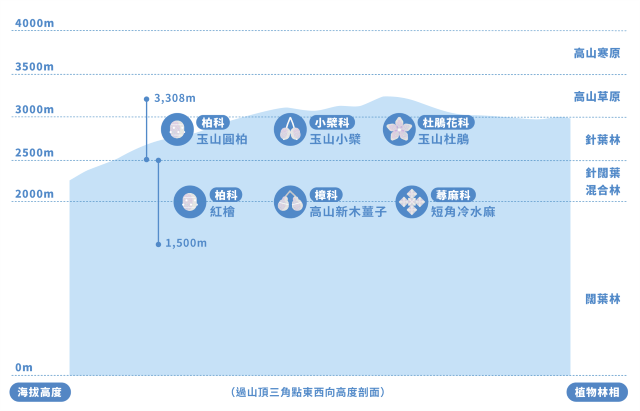 4000m
高山寒原
3500m
高山草原
3,308m
3000m
柏科
小檗科
杜鵑花科
玉山圓柏
玉山小檗
玉山杜鵑
針葉林
2500m
針闊葉
混合林
2000m
柏科
樟科
蕁麻科
紅檜
高山新木薑子
短角冷水麻
1,500m
闊葉林
0m
海拔高度
（過山頂三角點東西向高度剖面）
植物林相